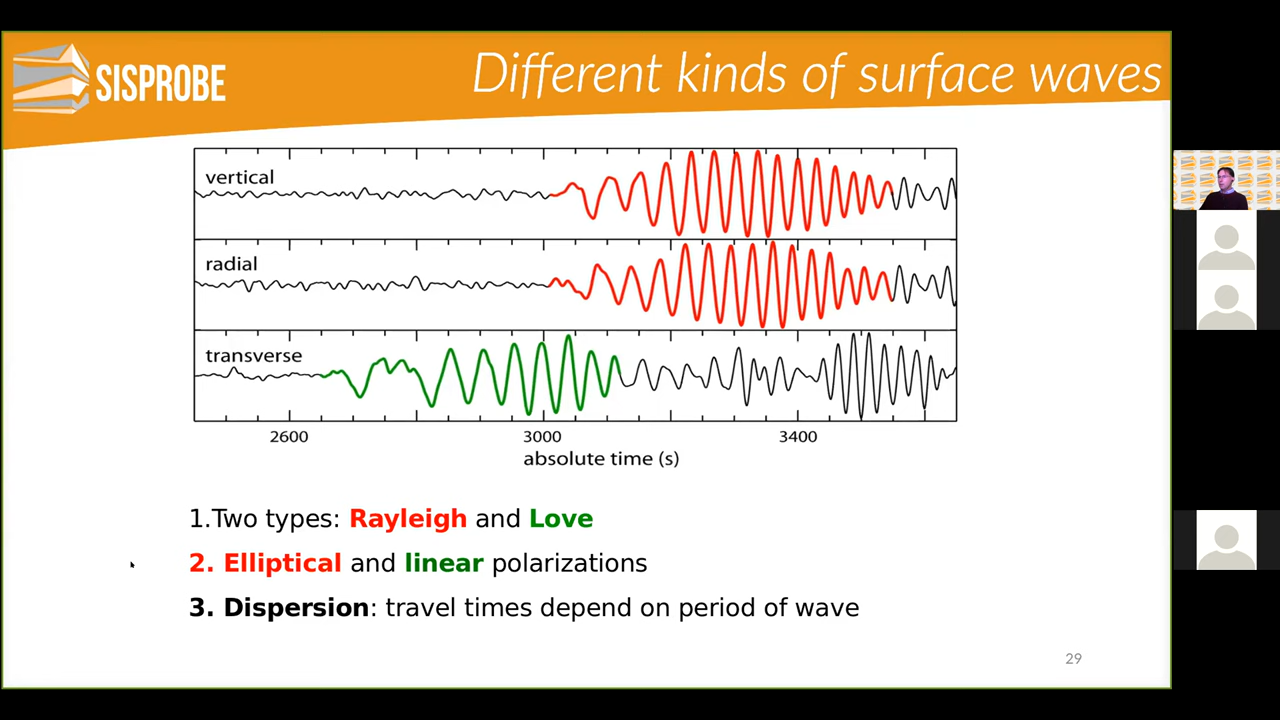 SISPROBE
Different kinds of surface waves
vertical
radial
transverse
2600 3000 3400
absolute time (s)
1.Two types: Rayleigh and Love
2. Elliptical and linear polarizations
3. Dispersion: travel times depend on period of wave
29